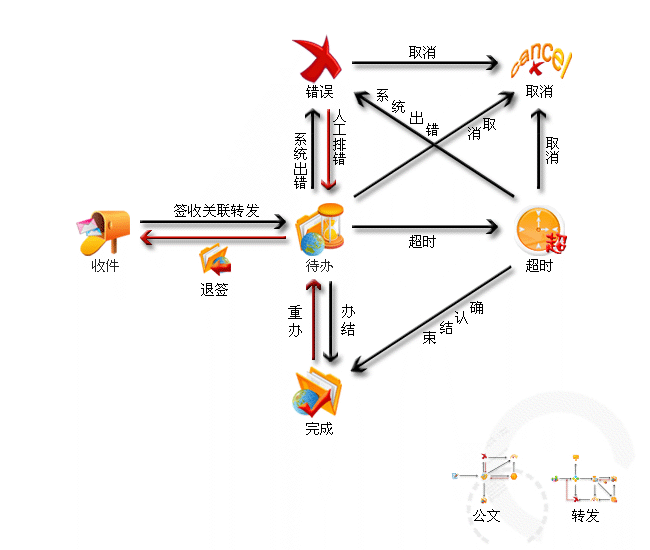 取消
cancel
错误
取消
系统出错
人工排错
系统出错
取消
取消
签收关联转发
收件
待办
超时
超
超时
退签
重办
办结
确认结束
完成
公文
转发